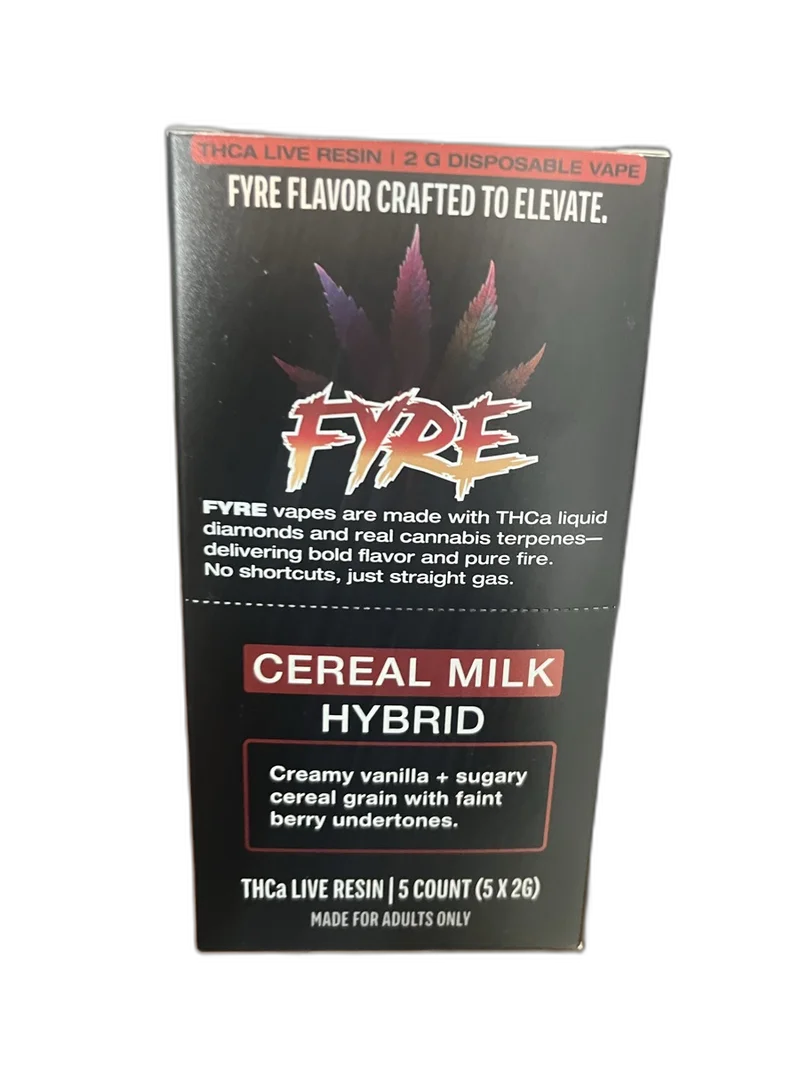 THCA LIVE RESIN | 2 G DISPOSABLE VAPE
FYRE FLAVOR CRAFTED TO ELEVATE.
FYRE
FYRE vapes are made with THCa liquid
diamonds and real cannabis terpenes—
delivering bold flavor and pure fire.
No shortcuts, just straight gas.
CEREAL MILK
HYBRID
Creamy vanilla + sugary
cereal grain with faint
berry undertones.
THCa LIVE RESIN | 5 COUNT (5 X 2G)
MADE FOR ADULTS ONLY